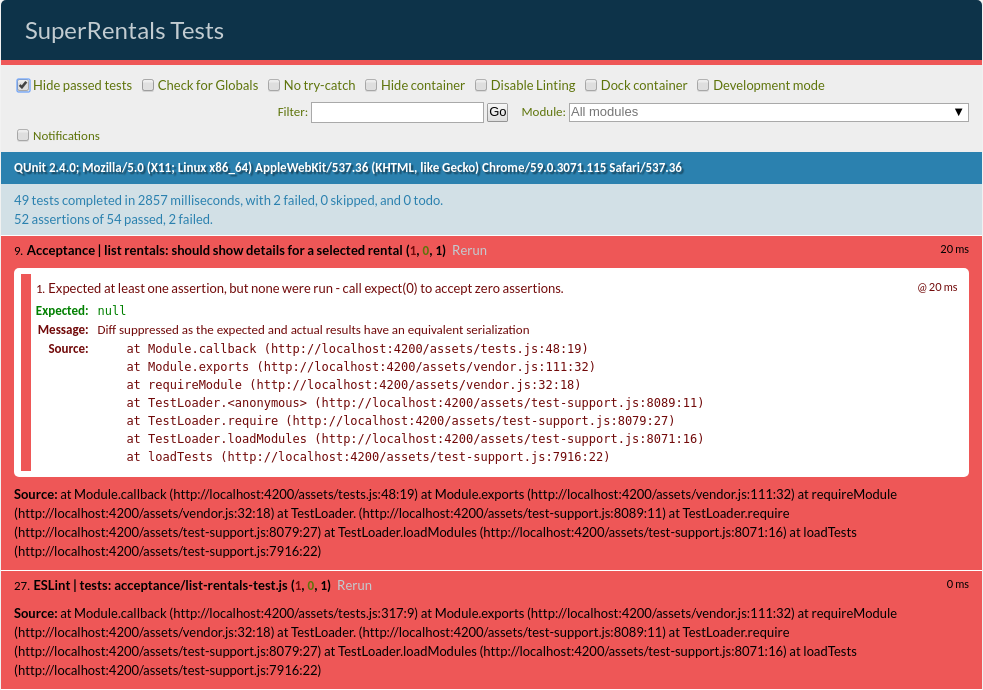 SuperRentals Tests
Hide passed tests Check for Globals No try-catch Hide container Disable Linting Dock container Development mode
Filter: Go Module: All modules ▼
Notifications
QUnit 2.4.0; Mozilla/5.0 (X11; Linux x86_64) AppleWebKit/537.36 (KHTML, like Gecko) Chrome/59.0.3071.115 Safari/537.36
49 tests completed in 2857 milliseconds, with 2 failed, 0 skipped, and 0 todo.
52 assertions of 54 passed, 2 failed.
9. Acceptance | list rentals: should show details for a selected rental (1, 0, 1) Rerun 20 ms
1. Expected at least one assertion, but none were run - call expect(0) to accept zero assertions. @ 20 ms
Expected: null
Message: Diff suppressed as the expected and actual results have an equivalent serialization
Source: at Module.callback (http://localhost:4200/assets/tests.js:48:19)
at Module.exports (http://localhost:4200/assets/vendor.js:111:32)
at requireModule (http://localhost:4200/assets/vendor.js:32:18)
at TestLoader.<anonymous> (http://localhost:4200/assets/test-support.js:8089:11)
at TestLoader.require (http://localhost:4200/assets/test-support.js:8079:27)
at TestLoader.loadModules (http://localhost:4200/assets/test-support.js:8071:16)
at loadTests (http://localhost:4200/assets/test-support.js:7916:22)
Source: at Module.callback (http://localhost:4200/assets/tests.js:48:19) at Module.exports (http://localhost:4200/assets/vendor.js:111:32) at requireModule
(http://localhost:4200/assets/vendor.js:32:18) at TestLoader. (http://localhost:4200/assets/test-support.js:8089:11) at TestLoader.require
(http://localhost:4200/assets/test-support.js:8079:27) at TestLoader.loadModules (http://localhost:4200/assets/test-support.js:8071:16) at loadTests
(http://localhost:4200/assets/test-support.js:7916:22)
27. ESLint | tests: acceptance/list-rentals-test.js (1, 0, 1) Rerun 0 ms
Source: at Module.callback (http://localhost:4200/assets/tests.js:317:9) at Module.exports (http://localhost:4200/assets/vendor.js:111:32) at requireModule
(http://localhost:4200/assets/vendor.js:32:18) at TestLoader. (http://localhost:4200/assets/test-support.js:8089:11) at TestLoader.require
(http://localhost:4200/assets/test-support.js:8079:27) at TestLoader.loadModules (http://localhost:4200/assets/test-support.js:8071:16) at loadTests
(http://localhost:4200/assets/test-support.js:7916:22)